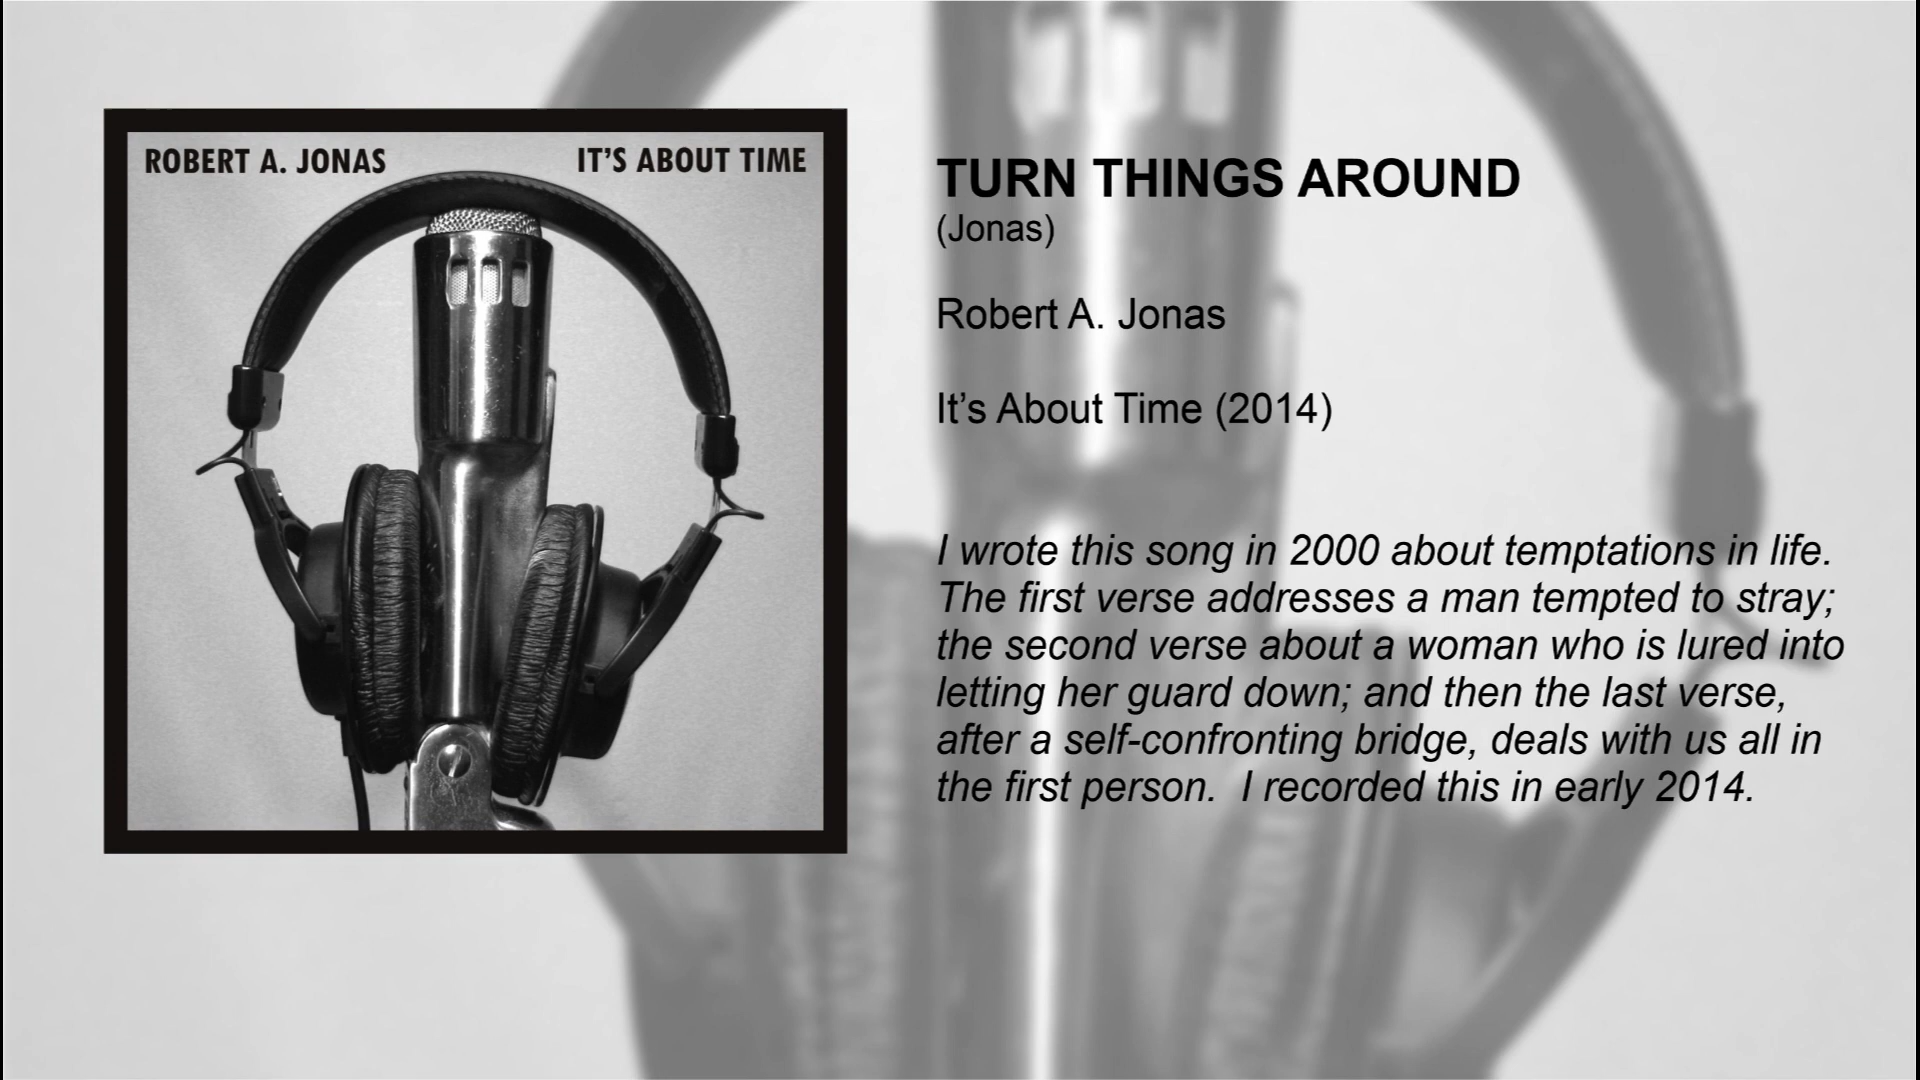 ROBERT A. JONAS
IT’S ABOUT TIME
TURN THINGS AROUND
(Jonas)
Robert A. Jonas
It’s About Time (2014)
I wrote this song in 2000 about temptations in life.
The first verse addresses a man tempted to stray;
the second verse about a woman who is lured into
letting her guard down; and then the last verse,
after a self-confronting bridge, deals with us all in
the first person.  I recorded this in early 2014.